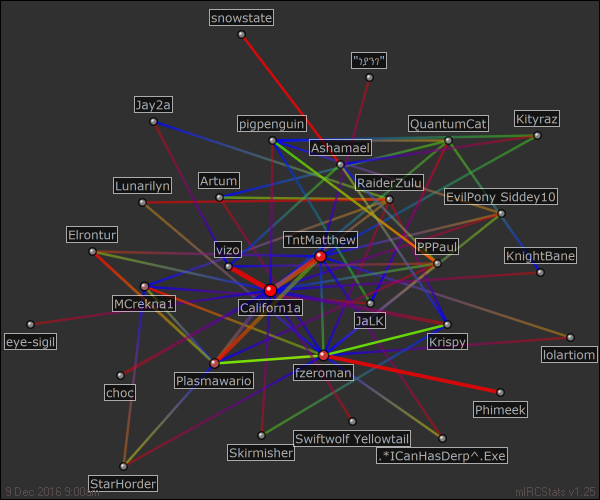 snowstate
Jay2a
pigpenguin
QuantumCat
Kityraz
Ashamael
Lunarilyn
Artum
RaiderZulu
EvilPony Siddey10
Elrontur
TntMatthew
vizo
PPPaul
KnightBane
MCrekna1
Californ1a
JaLK
eye-sigil
Krispy
lolartiom
Plasmawario
fzeroman
choc
Phimeek
Swiftwolf Yellowtail
Skirmisher
.*ICanHasDerp^.Exe
StarHorder
9 Dec 2016 9:00am
mIRCStats v1.25